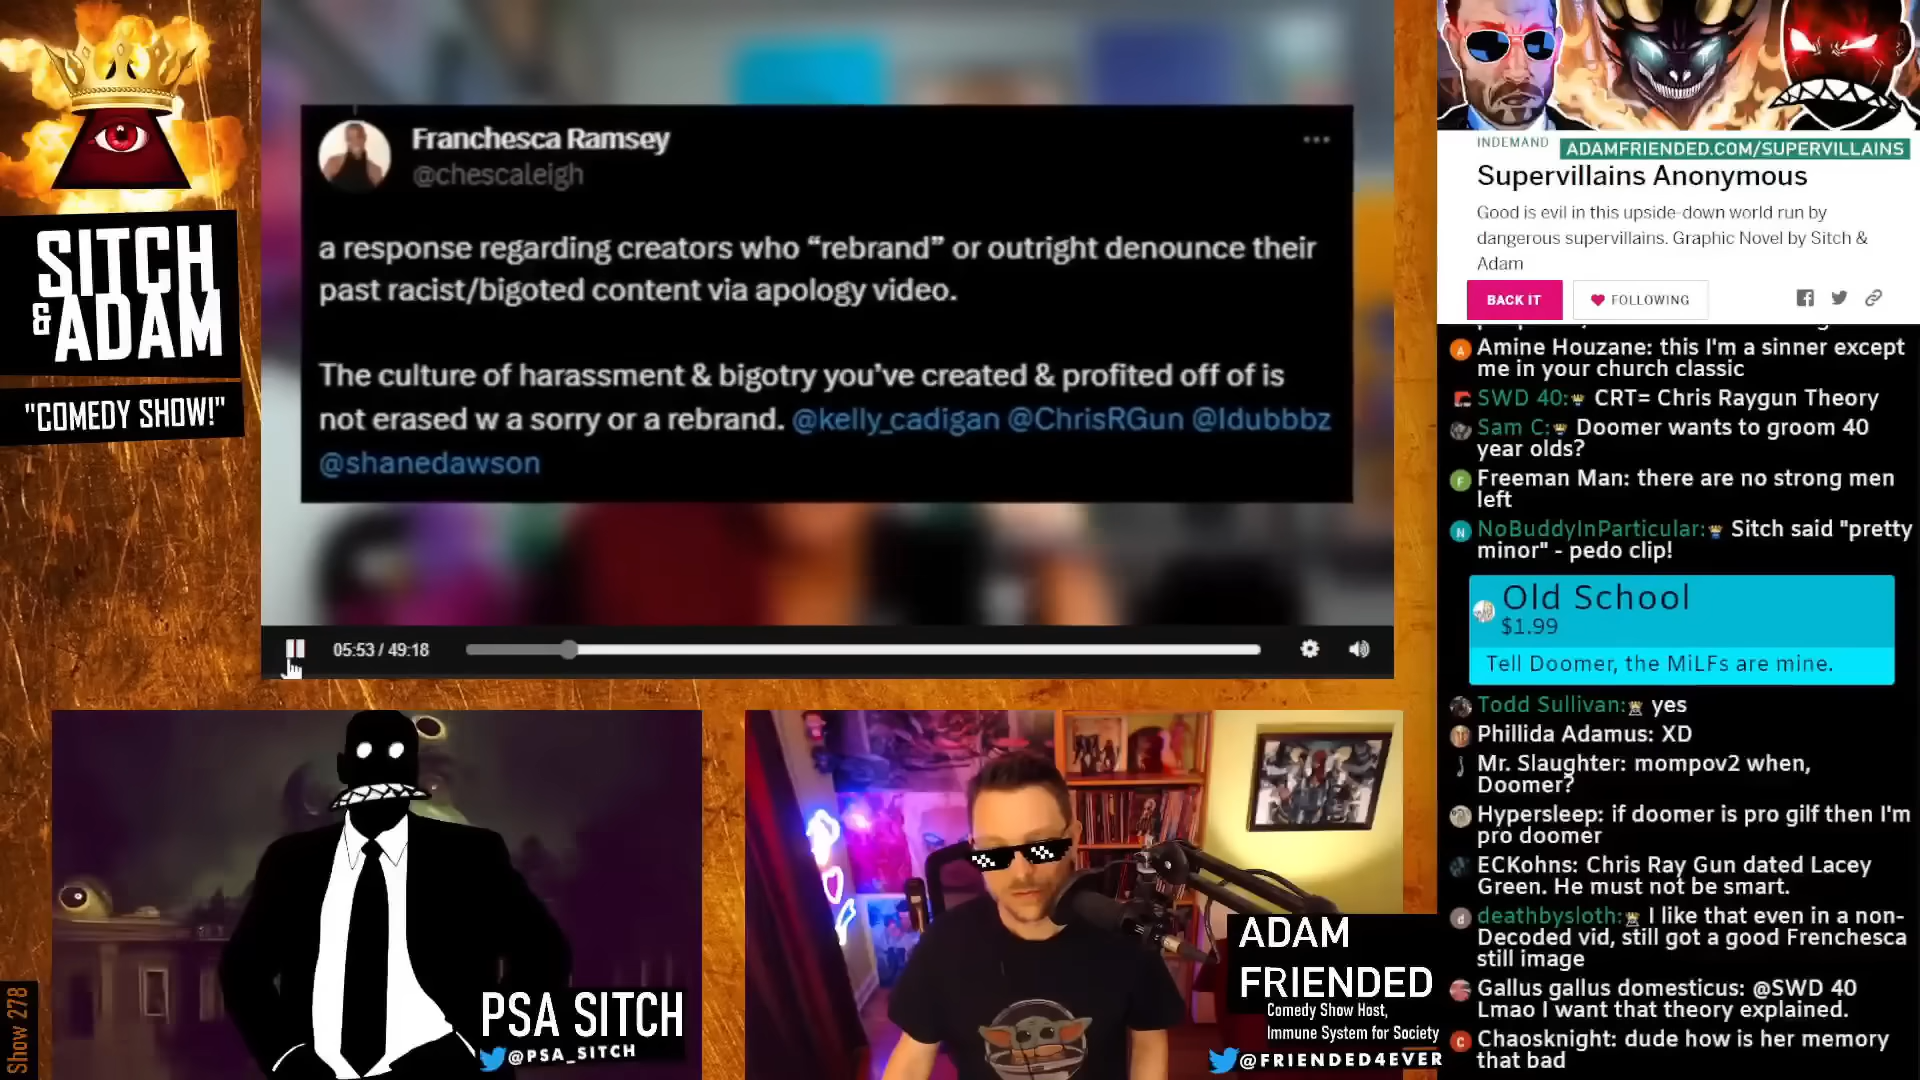 SITCH
& ADAM
"COMEDY SHOW!"
Show 278
Franchesca Ramsey
@chescaleigh
a response regarding creators who “rebrand” or outright denounce their
past racist/bigoted content via apology video.
The culture of harassment & bigotry you've created & profited off of is
not erased w a sorry or a rebrand. @kelly_cadigan @ChrisRGun @Idubbbz
@shanedawson
05:53 / 49:18
PSA SITCH
@PSA_SITCH
ADAM
FRIENDED
Comedy Show Host,
Immune System for Society
@FRIENDED4EVER
INDEMAND
ADAMFRIENDED.COM/SUPERVILLAINS
Supervillains Anonymous
Good is evil in this upside-down world run by
dangerous supervillains. Graphic Novel by Sitch &
Adam
BACK IT
FOLLOWING
Amine Houzane: this I'm a sinner except
me in your church classic
SWD 40: CRT= Chris Raygun Theory
Sam C: Doomer wants to groom 40
year olds?
Freeman Man: there are no strong men
left
NoBuddyInParticular: Sitch said "pretty
minor" - pedo clip!
Old School
$1.99
Tell Doomer, the MiLFs are mine.
Todd Sullivan: yes
Phillida Adamus: XD
Mr. Slaughter: mompov2 when,
Doomer?
Hypersleep: if doomer is pro gilf then I'm
pro doomer
ECKohns: Chris Ray Gun dated Lacey
Green. He must not be smart.
deathbysloth: I like that even in a non-
Decoded vid, still got a good Frenchesca
still image
Gallus gallus domesticus: @SWD 40
Lmao I want that theory explained.
Chaosknight: dude how is her memory
that bad